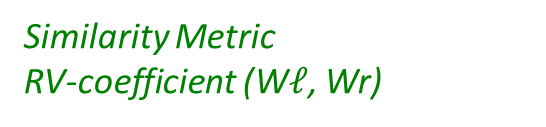 Similarity Metric
RV-coefficient (Wℓ, Wr)